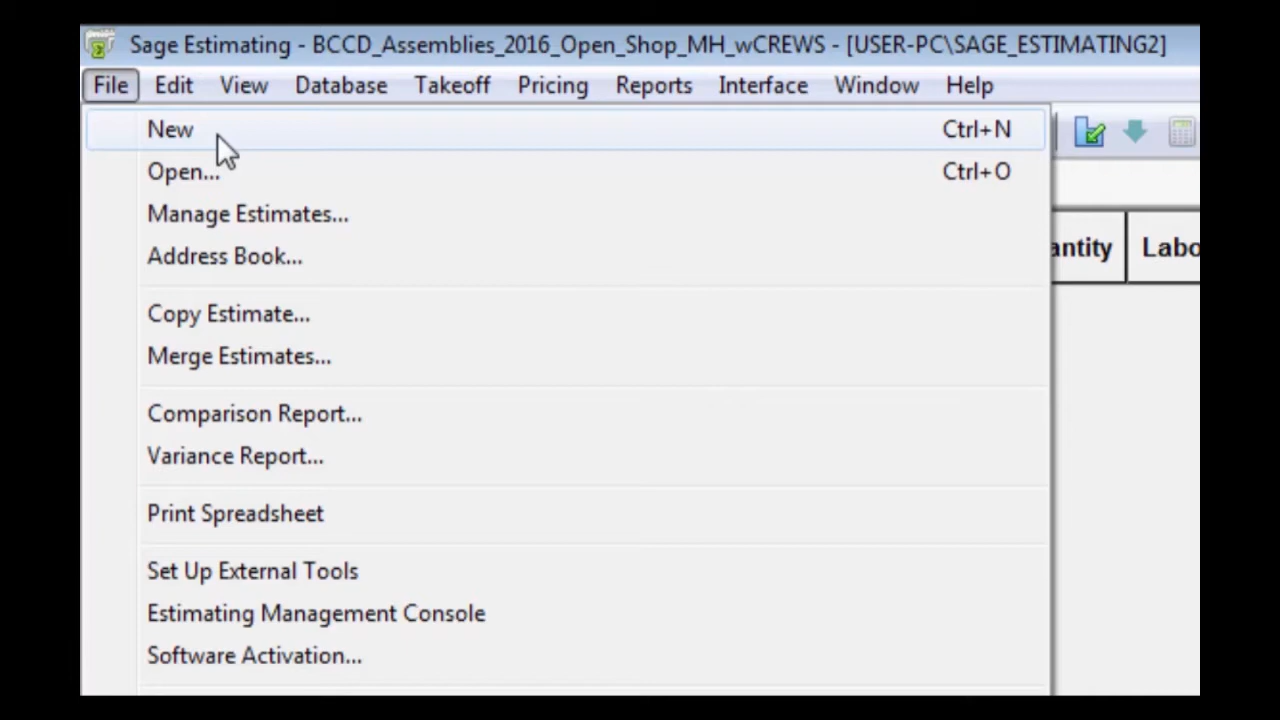 Sage Estimating - BCCD_Assemblies_2016_Open_Shop_MH_wCREWS - [USER-PC\SAGE_ESTIMATING2]
File Edit View Database Takeoff Pricing Reports Interface Window Help
New Ctrl+N
Open... Ctrl+O
Manage Estimates...
Address Book...
antity Labo
Copy Estimate...
Merge Estimates...
Comparison Report...
Variance Report...
Print Spreadsheet
Set Up External Tools
Estimating Management Console
Software Activation...